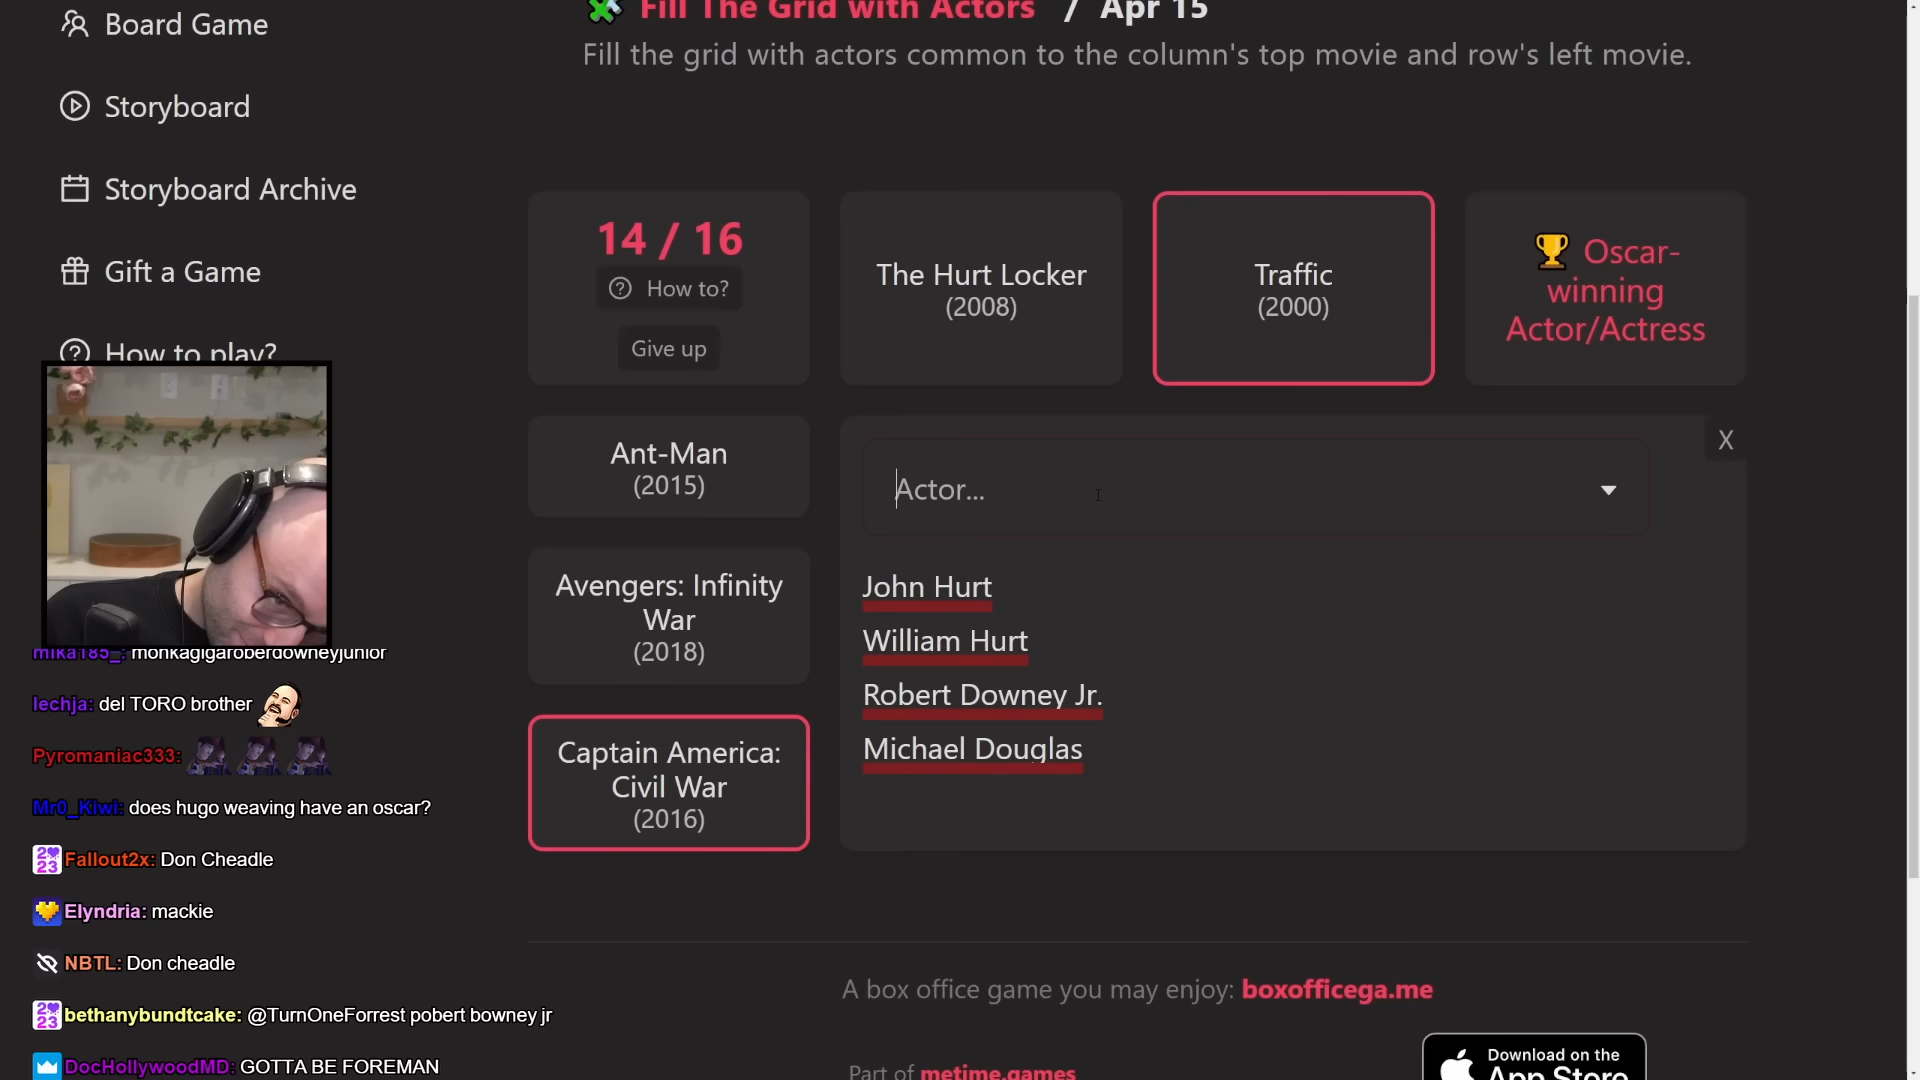 Board Game
Storyboard
Storyboard Archive
Gift a Game
How to play?
Fill The Grid with Actors / Apr 15
Fill the grid with actors common to the column's top movie and row's left movie.
14 / 16
How to?
Give up
The Hurt Locker
(2008)
Traffic
(2000)
Oscar-
winning
Actor/Actress
Ant-Man
(2015)
Avengers: Infinity
War
(2018)
Captain America:
Civil War
(2016)
Actor...
X
John Hurt
William Hurt
Robert Downey Jr.
Michael Douglas
mika185_: monkagigaroberdowneyjunior
lechja: del TORO brother
Pyromaniac333:
Mr0_Kiwi: does hugo weaving have an oscar?
Fallout2x: Don Cheadle
Elyndria: mackie
NBTL: Don cheadle
bethanybundtcake: @TurnOneForrest pobert bowney jr
DocHollywoodMD: GOTTA BE FOREMAN
A box office game you may enjoy: boxofficega.me
Part of metime.games
Download on the
App Store